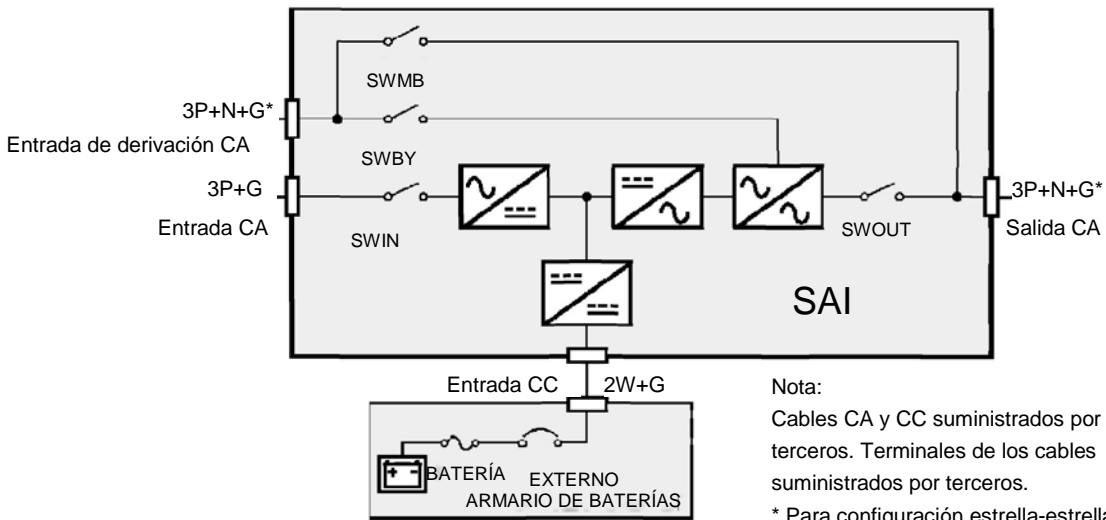 SWMB
3P+N+G*
Entrada de derivación CA
SWBY
3P+G
Entrada CA
SWIN
SWOUT
3P+N+G*
Salida CA
SAI
Entrada CC
2W+G
BATERÍA
EXTERNO
ARMARIO DE BATERÍAS
Nota:
Cables CA y CC suministrados por
terceros. Terminales de los cables
suministrados por terceros.
* Para configuración estrella-estrella